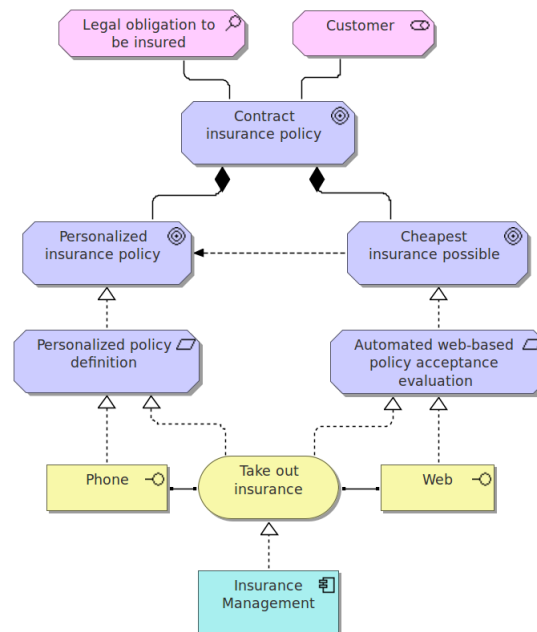 Legal obligation to
be insured
Customer
Contract
insurance policy
Personalized
insurance policy
Cheapest
insurance possible
Personalized policy
definition
Automated web-based
policy acceptance
evaluation
Phone
Take out
insurance
Web
Insurance
Management